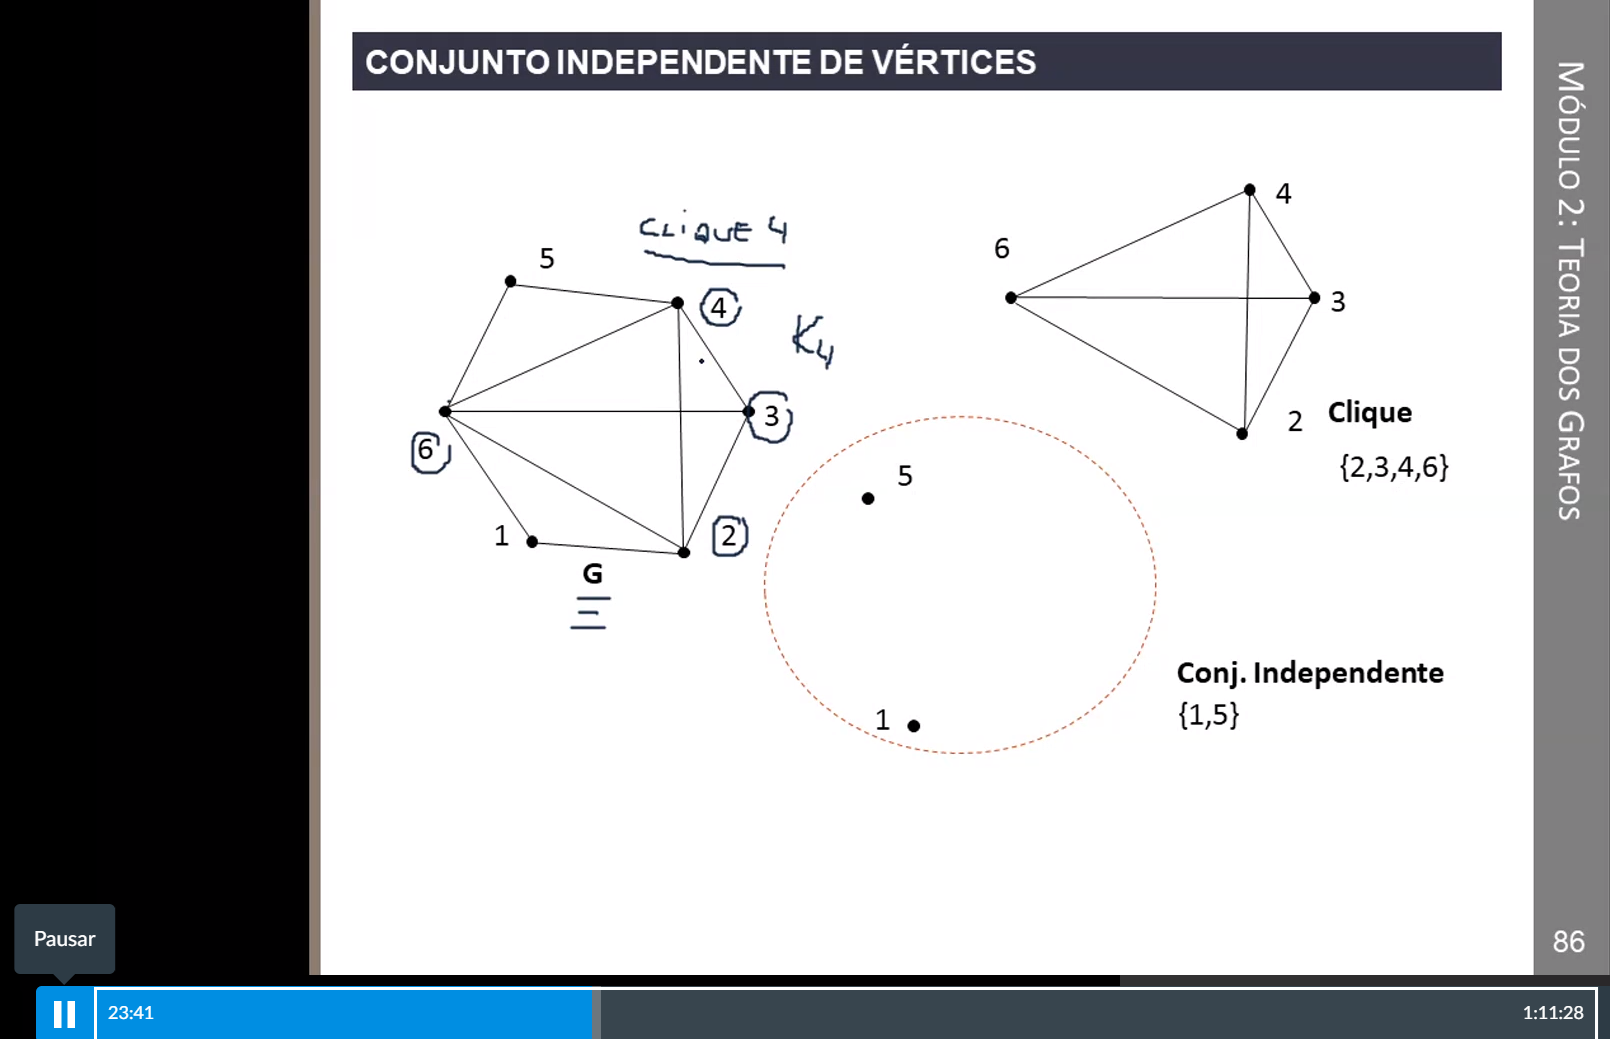 CONJUNTO INDEPENDENTE DE VÉRTICES
MÓDULO 2: TEORIA DOS GRAFOS
CLIQUE 4
5
4
K4
3
6
2
1
G
4
6
3
2
Clique
{2,3,4,6}
5
1
Conj. Independente
{1,5}
86
Pausar
23:41
1:11:28